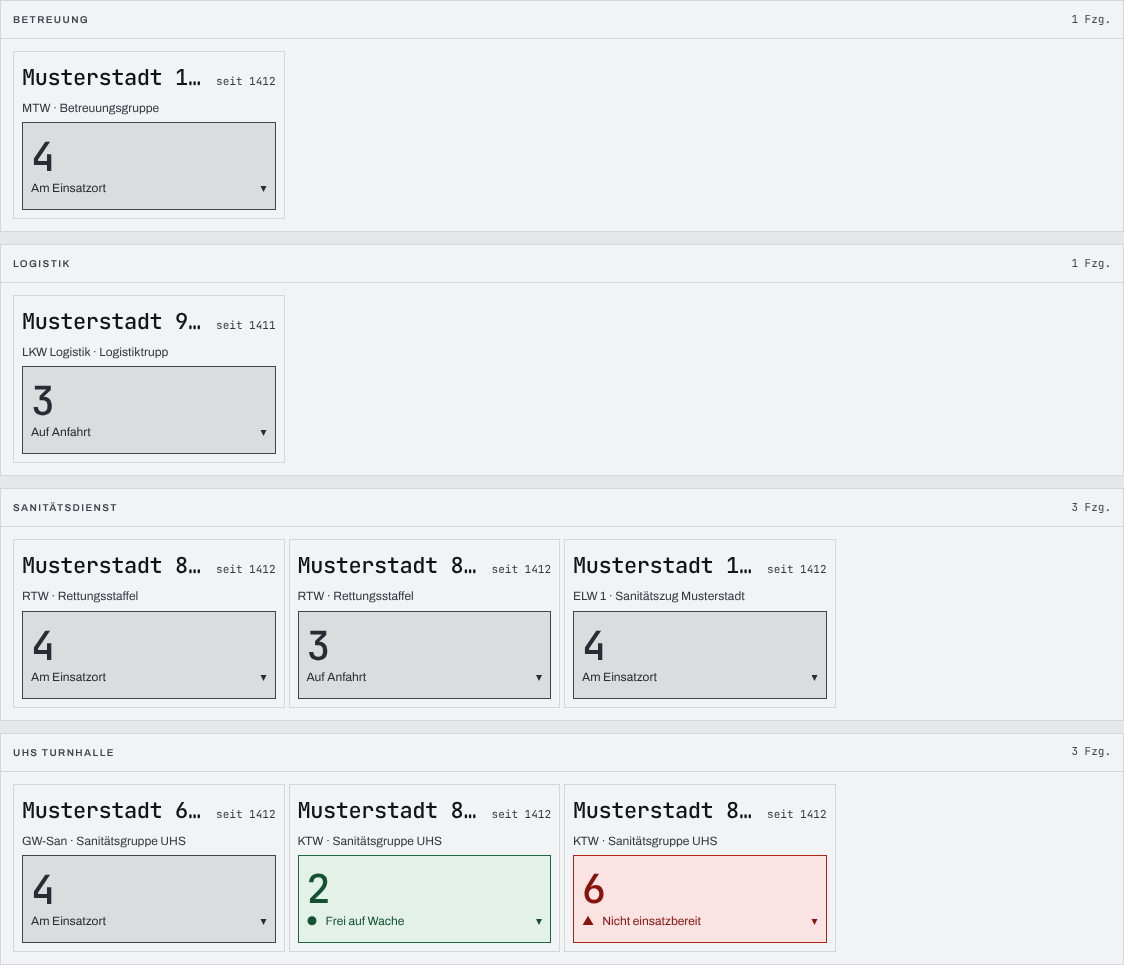 BETREUUNG 1 Fzg.
Musterstadt 1… seit 1412
MTW · Betreuungsgruppe
4
Am Einsatzort ▼
LOGISTIK 1 Fzg.
Musterstadt 9… seit 1411
LKW Logistik · Logistiktrupp
3
Auf Anfahrt ▼
SANITÄTSDIENST 3 Fzg.
Musterstadt 8… seit 1412
RTW · Rettungsstaffel
4
Am Einsatzort ▼
Musterstadt 8… seit 1412
RTW · Rettungsstaffel
3
Auf Anfahrt ▼
Musterstadt 1… seit 1412
ELW 1 · Sanitätszug Musterstadt
4
Am Einsatzort ▼
UHS TURNHALLE 3 Fzg.
Musterstadt 6… seit 1412
GW-San · Sanitätsgruppe UHS
4
Am Einsatzort ▼
Musterstadt 8… seit 1412
KTW · Sanitätsgruppe UHS
2
● Frei auf Wache ▼
Musterstadt 8… seit 1412
KTW · Sanitätsgruppe UHS
6
▲ Nicht einsatzbereit ▼